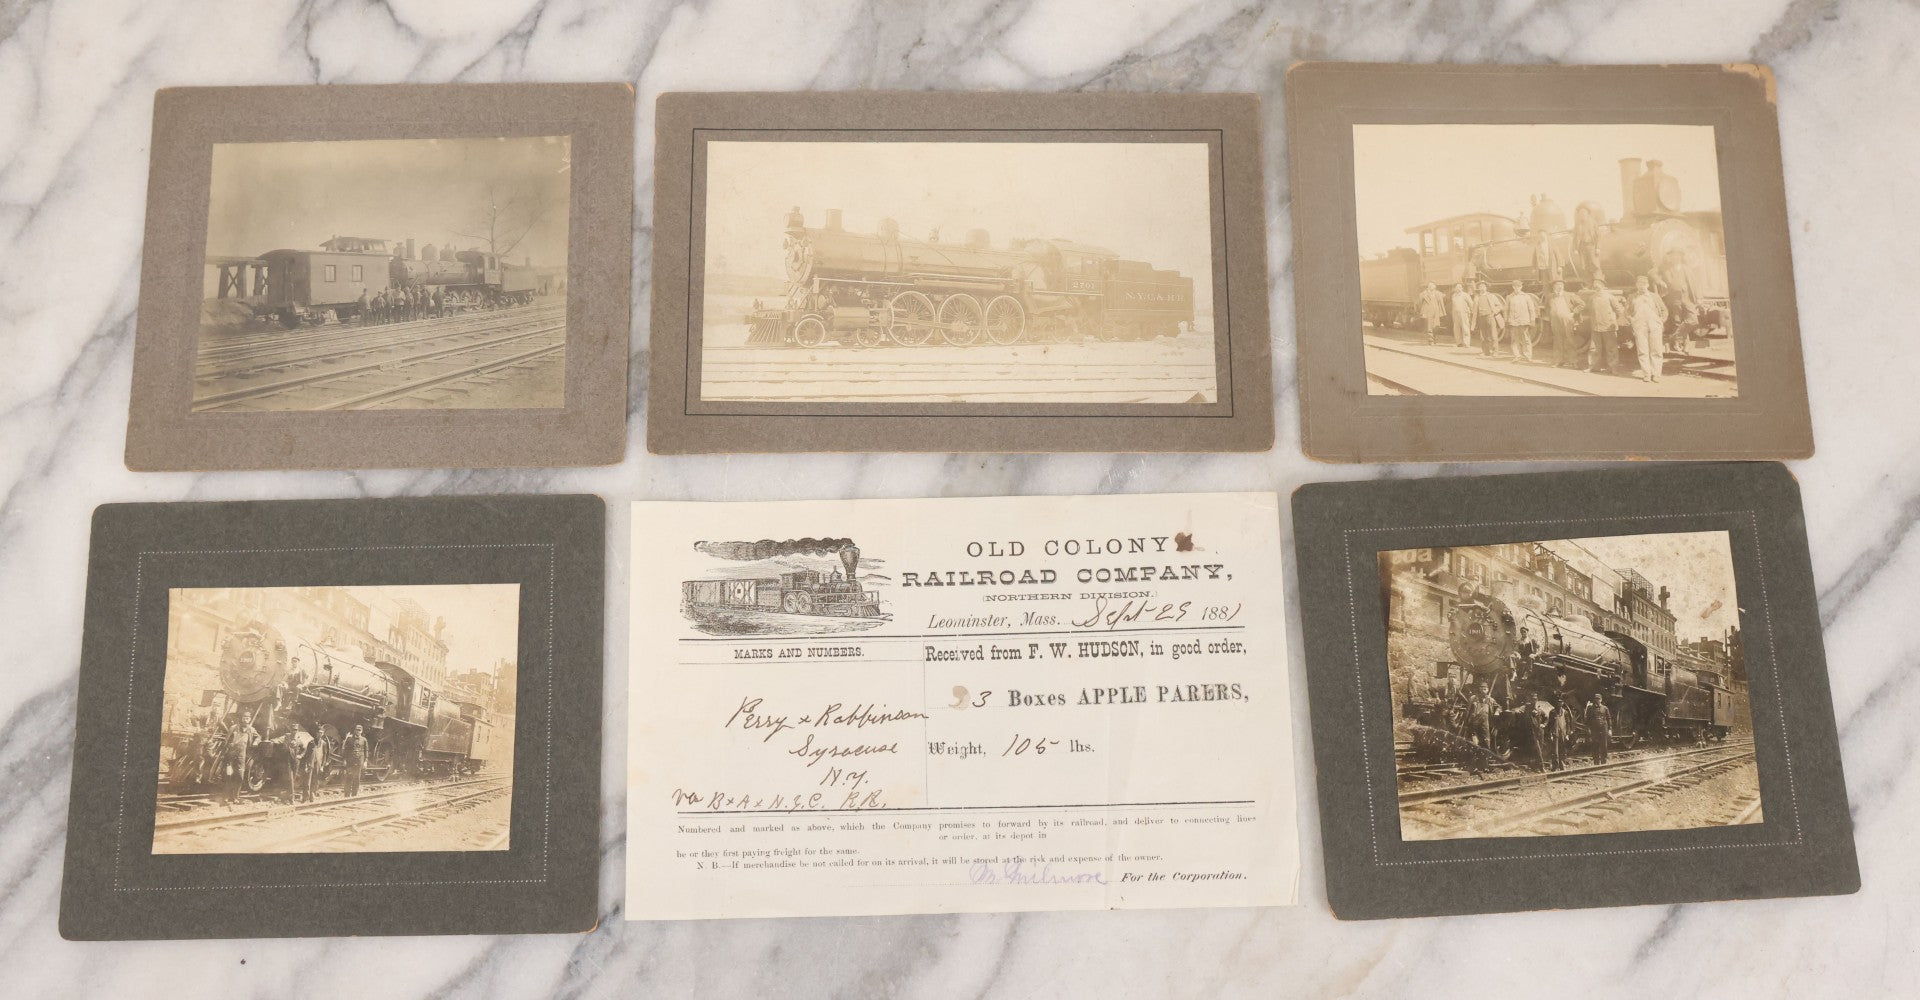 2701
N.Y.C.& H.R.
OLD COLONY
RAILROAD COMPANY,
(NORTHERN DIVISION.)
Leominster, Mass. Sept 29 1881
MARKS AND NUMBERS.
Received from F. W. HUDSON, in good order,
3 Boxes APPLE PARERS,
Perry & Robbinson
Syracuse
N.Y.
Weight, 105 lbs.
via B & A & N.Y.C. R.R.
Numbered and marked as above, which the Company promises to forward by its railroad, and deliver to connecting lines
or order, at its depot in
he or they first paying freight for the same.
N. B.—If merchandise be not called for on its arrival, it will be stored at the risk and expense of the owner.
For the Corporation.